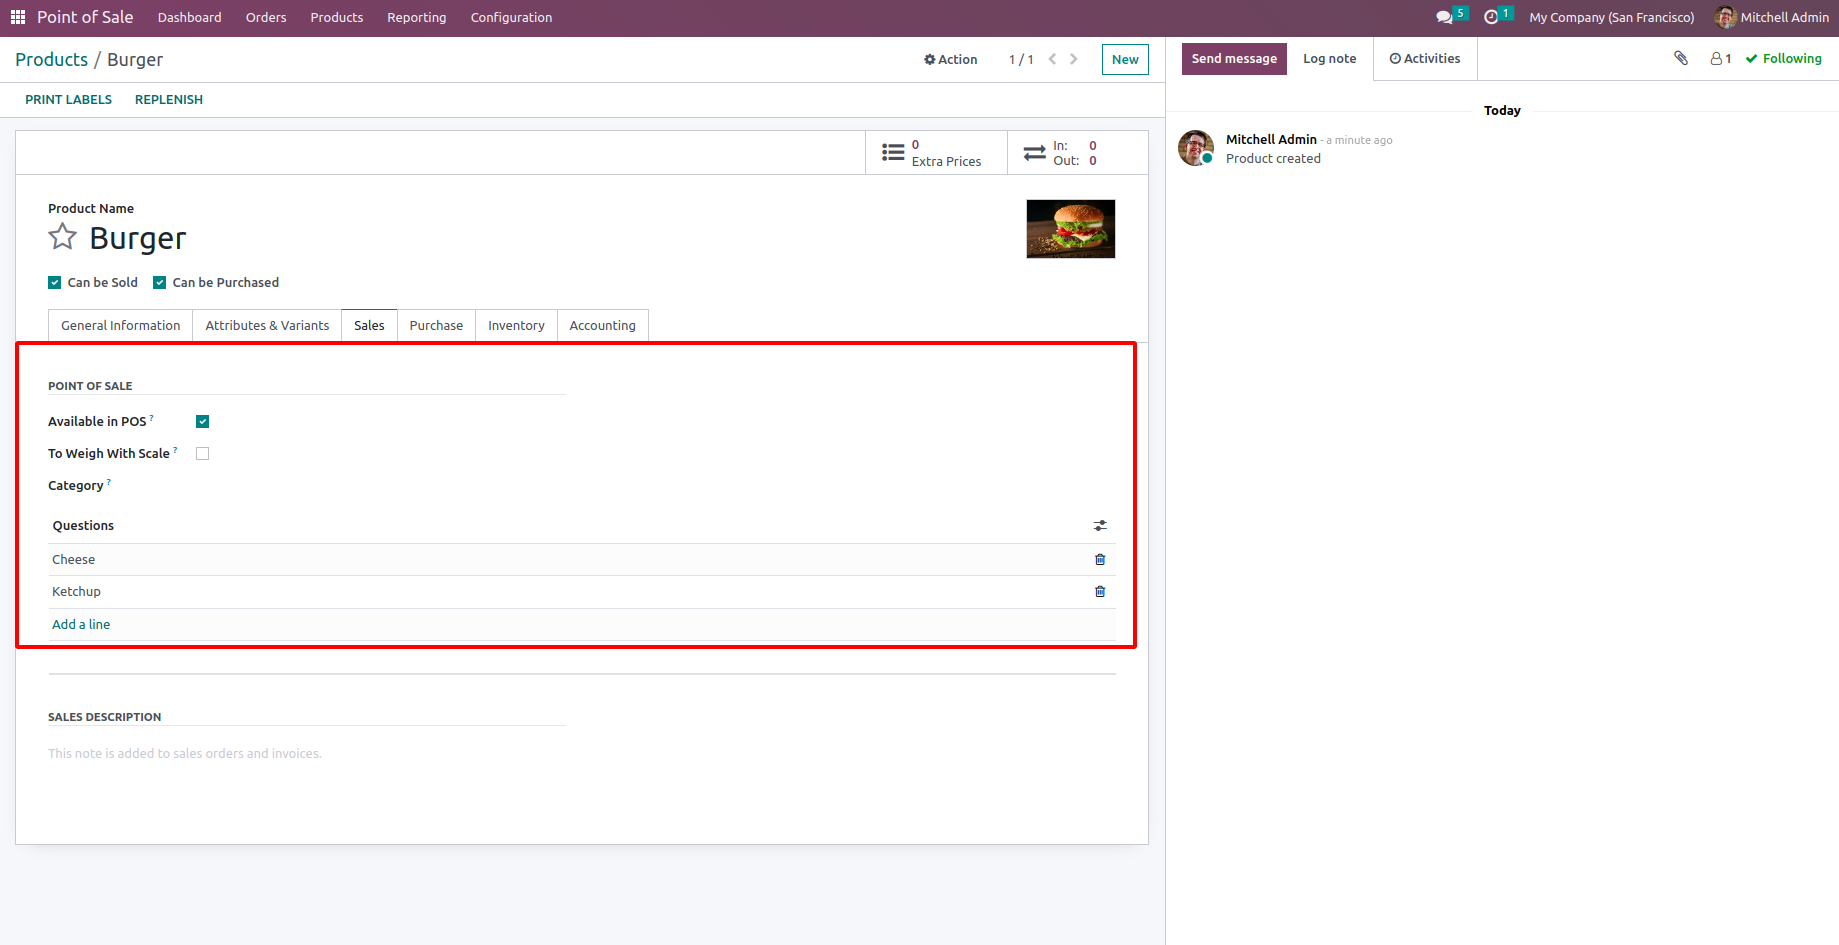 Point of Sale Dashboard Orders Products Reporting Configuration 5 1 My Company (San Francisco) Mitchell Admin
Products / Burger Action 1 / 1 New
Send message Log note Activities 1 Following
PRINT LABELS REPLENISH
Today
0
Extra Prices
In: 0
Out: 0
Mitchell Admin - a minute ago
Product created
Product Name
Burger
Can be Sold Can be Purchased
General Information Attributes & Variants Sales Purchase Inventory Accounting
POINT OF SALE
Available in POS ?
To Weigh With Scale ?
Category ?
Questions
Cheese
Ketchup
Add a line
SALES DESCRIPTION
This note is added to sales orders and invoices.